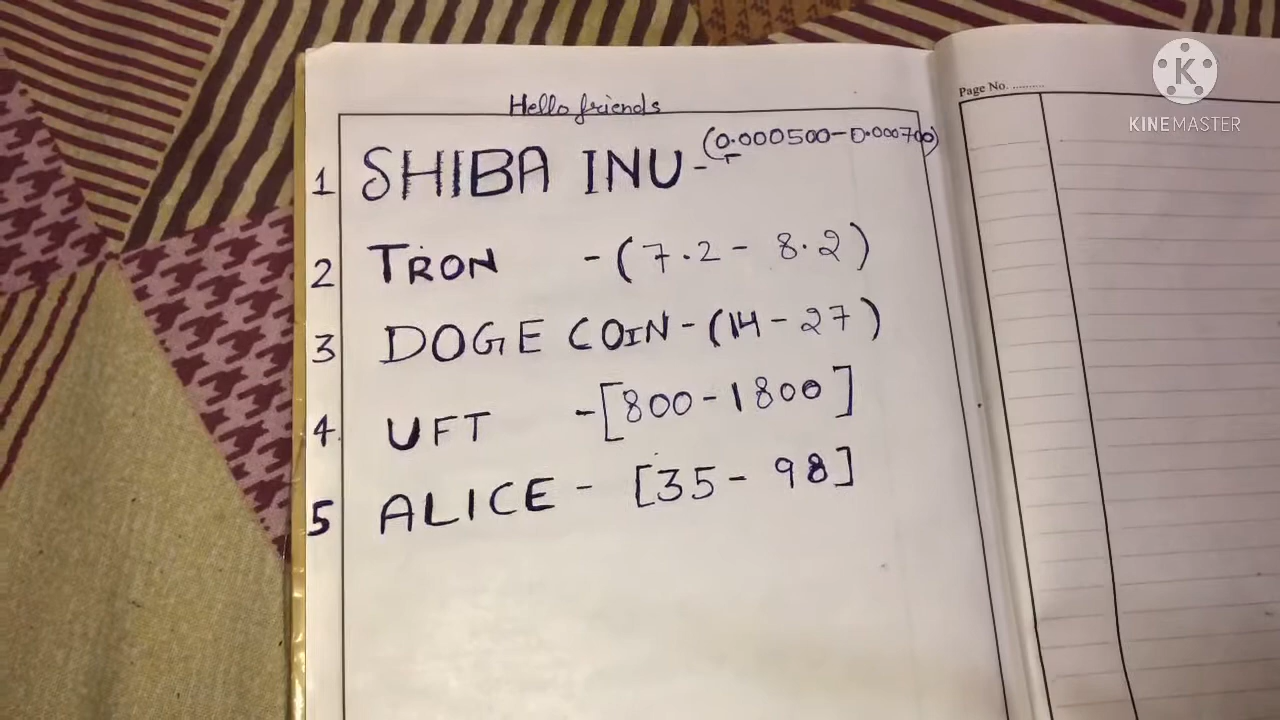 Hello friends
1 SHIBA INU - (0.000500-0.000700)
2 TRON - (7.2 - 8.2)
3 DOGE COIN - (14 - 27)
4. UFT - [800-1800]
5 ALICE - [35 - 98]
Page No. ..........
K
KINEMASTER